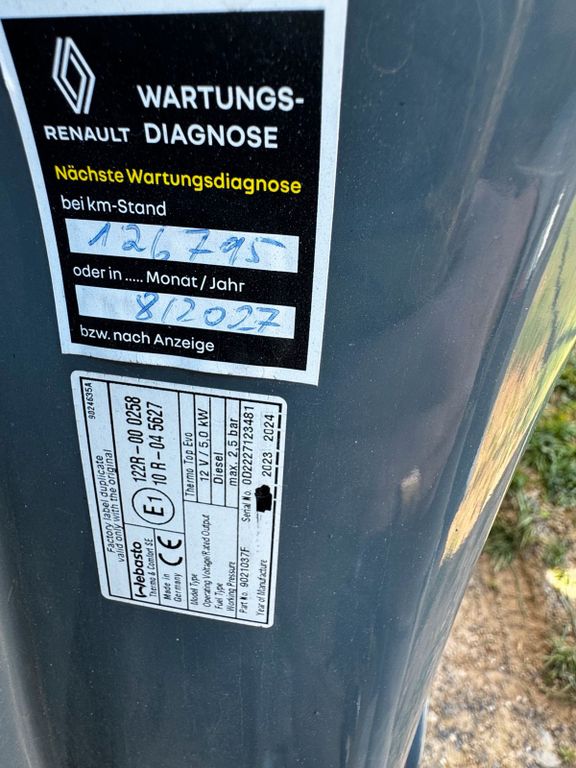 RENAULT
WARTUNGS-
DIAGNOSE
Nächste Wartungsdiagnose
bei km-Stand
126795
oder in ..... Monat / Jahr
8/2027
bzw. nach Anzeige
9024635A
Factory label duplicate
valid only with the original
Webasto
Thermo & Comfort SE
E1
122R - 00 0258
10 R - 04 5627
Made in
Germany
CE
Model Type Thermo Top Evo
Operating Voltage/Rated Output 12 V / 5,0 kW
Fuel Type Diesel
Working Pressure max. 2,5 bar
Part No. 9021037F Serial No. 0D2227123481
Year of Manufacture 2023 2024